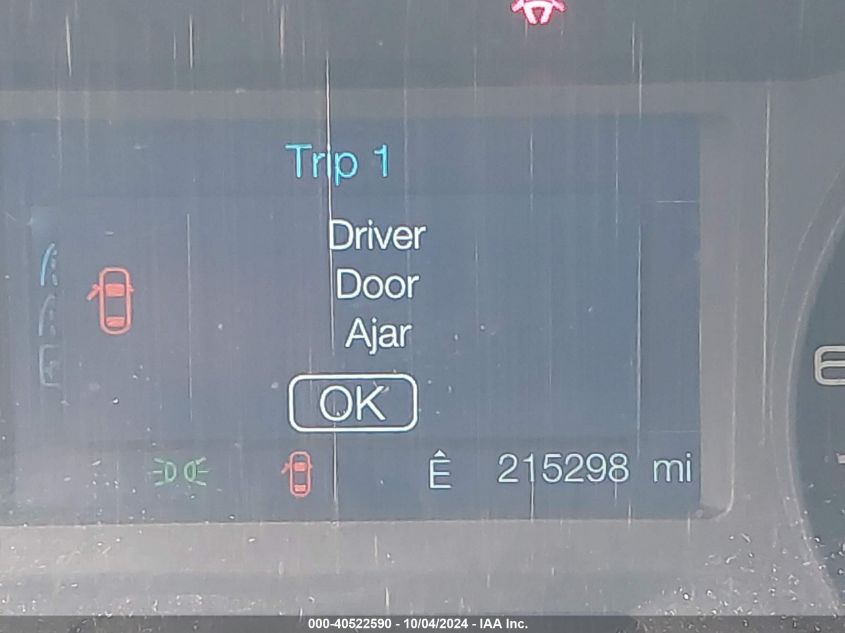 Trip 1
Driver
Door
Ajar
OK
Ê 215298 mi
E
000-40522590 - 10/04/2024 - IAA Inc.